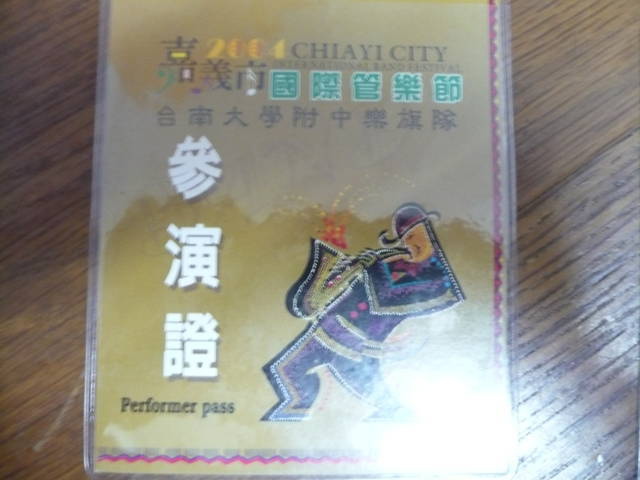 2004 CHIAYI CITY
INTERNATIONAL BAND FESTIVAL
嘉義市國際管樂節
台南大學附中樂旗隊
參演證
Performer pass